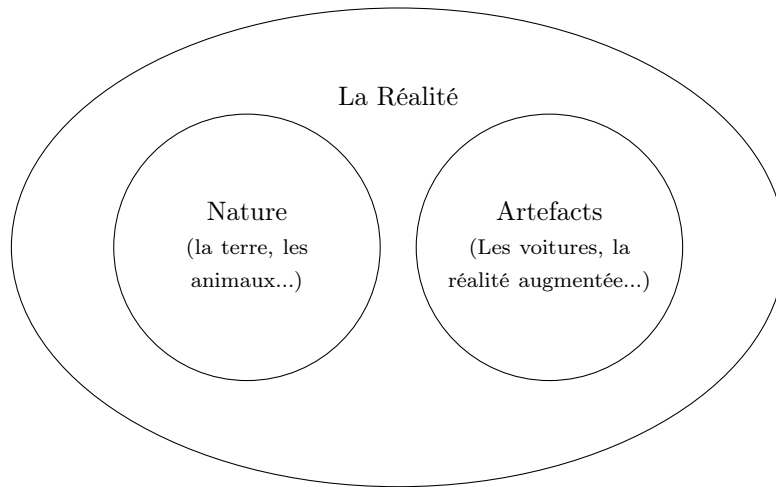 La Réalité
Nature
(la terre, les
animaux...)
Artefacts
(Les voitures, la
réalité augmentée...)